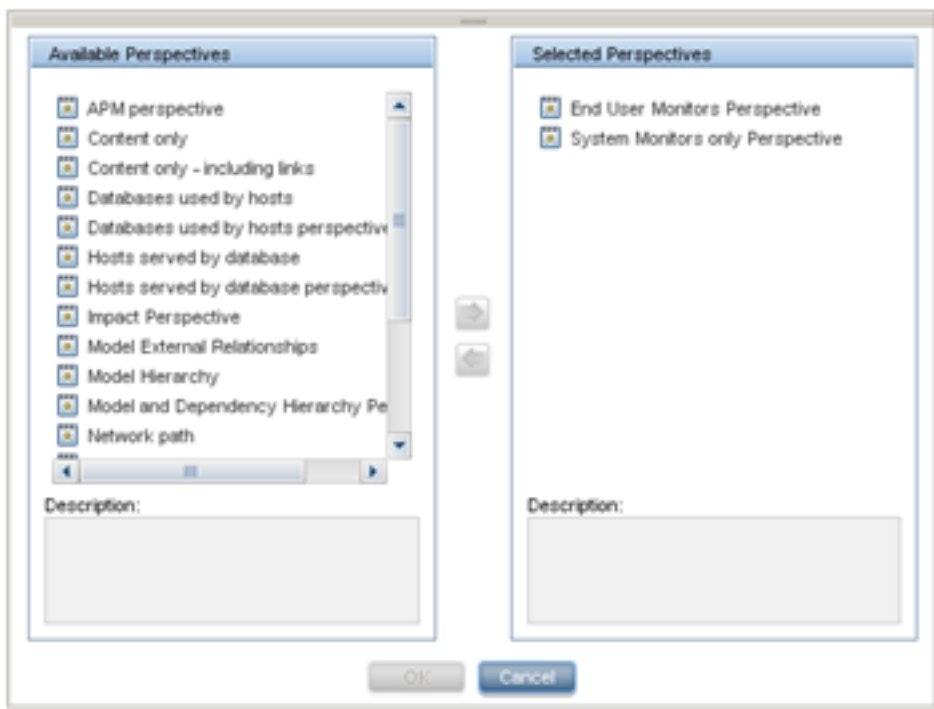 Available Perspectives
APM perspective
Content only
Content only - including links
Databases used by hosts
Databases used by hosts perspective
Hosts served by database
Hosts served by database perspectiv
Impact Perspective
Model External Relationships
Model Hierarchy
Model and Dependency Hierarchy Pe
Network path
Description:
Selected Perspectives
End User Monitors Perspective
System Monitors only Perspective
Description:
OK
Cancel